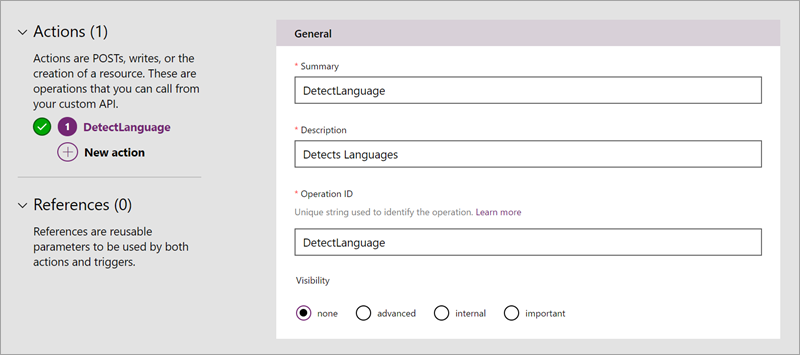 Actions (1)
Actions are POSTs, writes, or the
creation of a resource. These are
operations that you can call from
your custom API.
1 DetectLanguage
New action
References (0)
References are reusable
parameters to be used by both
actions and triggers.
General
* Summary
DetectLanguage
* Description
Detects Languages
* Operation ID
Unique string used to identify the operation. Learn more
DetectLanguage
Visibility
none advanced internal important